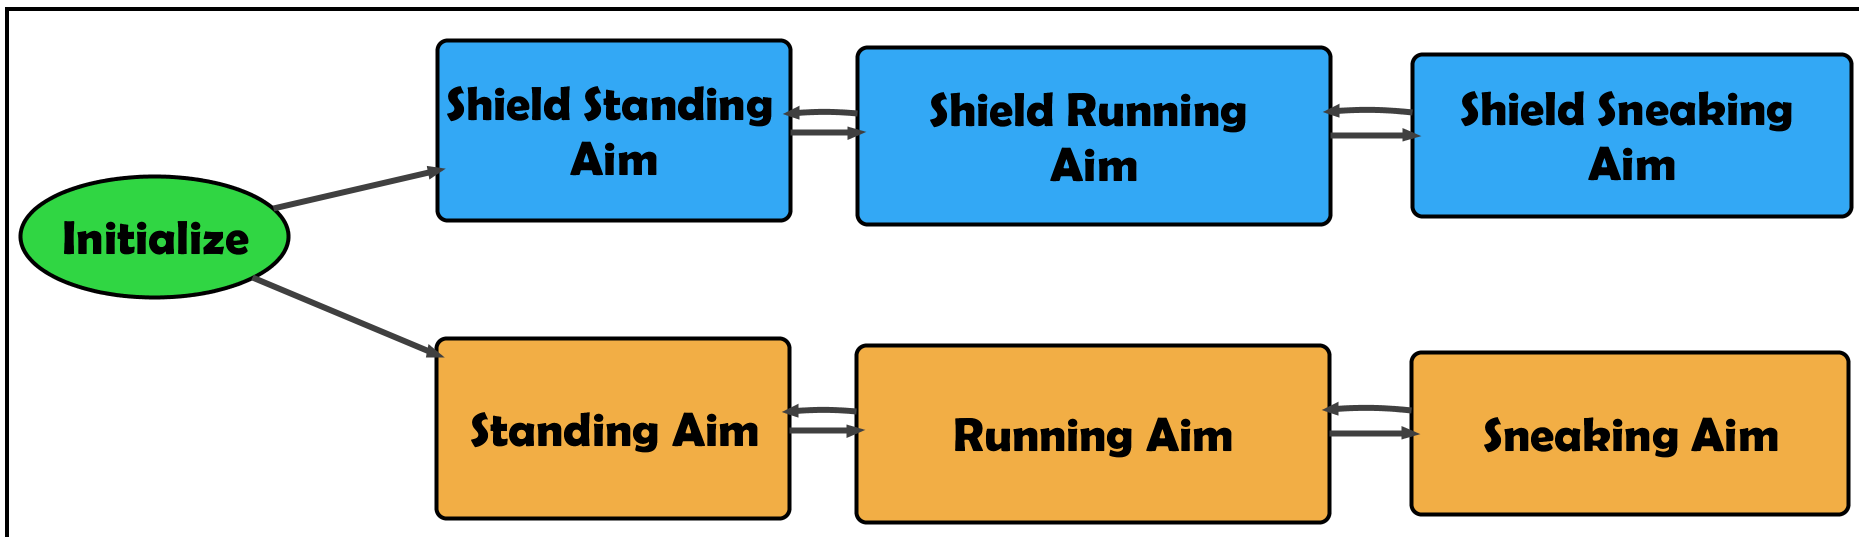 Shield Standing
Aim
Shield Running
Aim
Shield Sneaking
Aim
Initialize
Standing Aim
Running Aim
Sneaking Aim